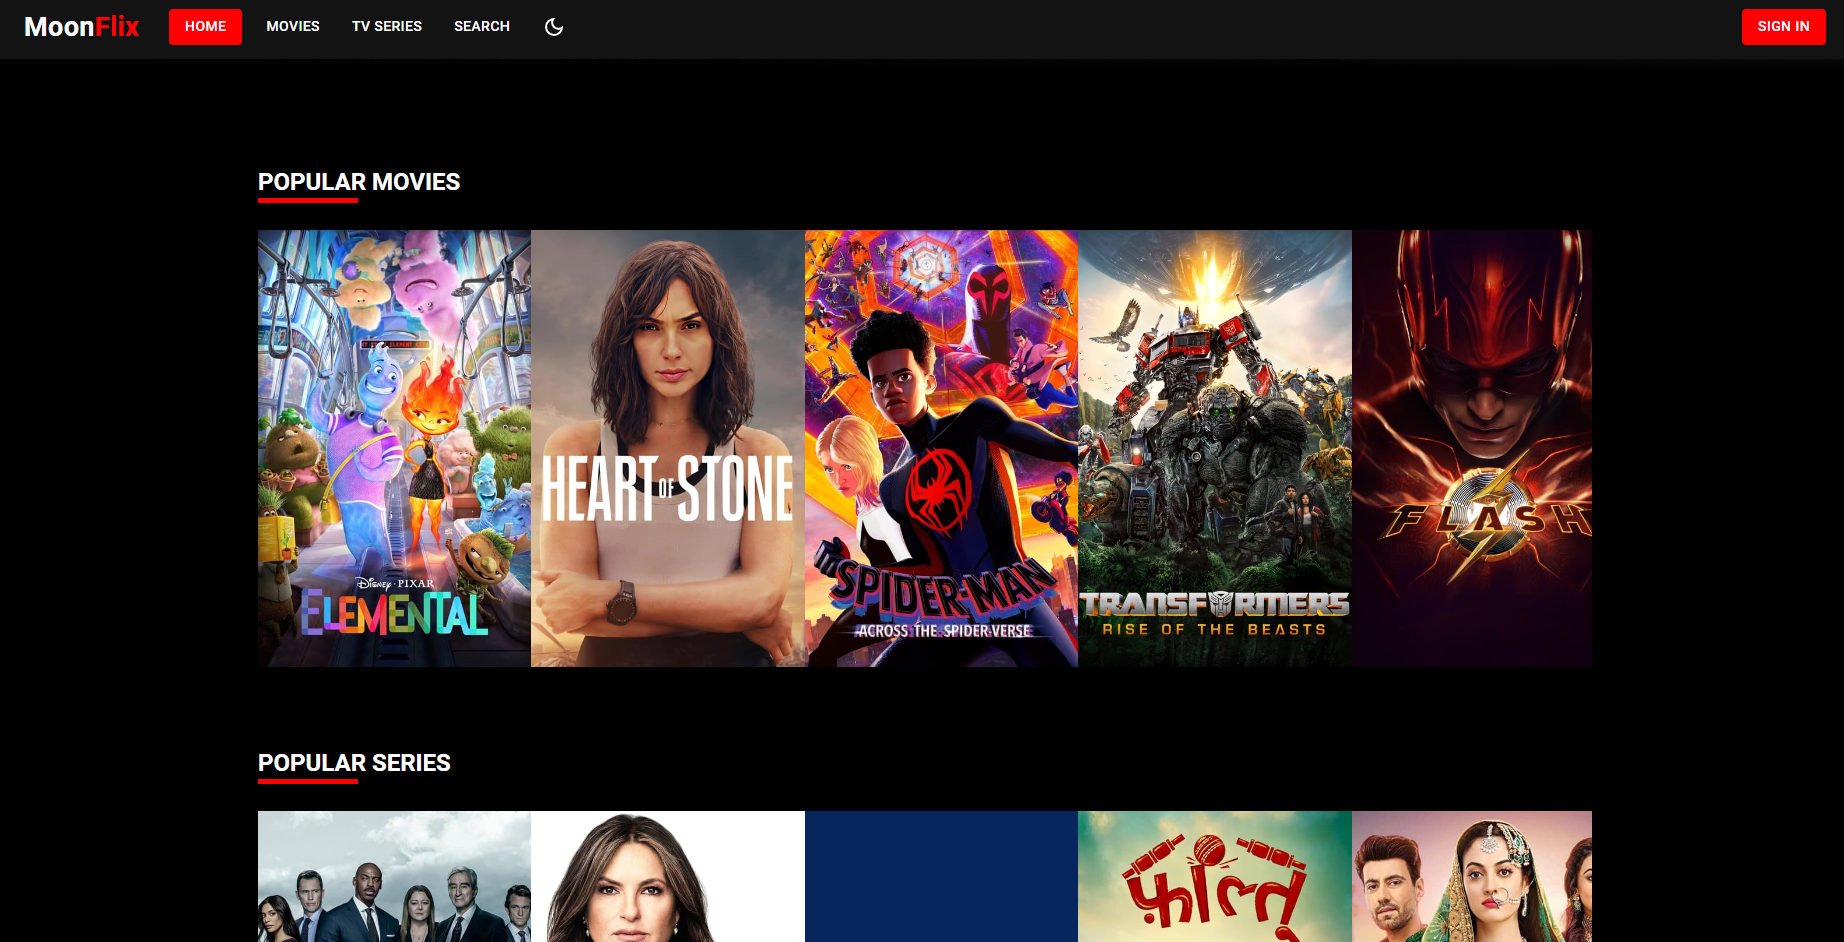 MoonFlix HOME MOVIES TV SERIES SEARCH SIGN IN
POPULAR MOVIES
Disney · PIXAR
ELEMENTAL
HEART OF STONE
SPIDER-MAN
ACROSS THE SPIDER-VERSE
TRANSFORMERS
RISE OF THE BEASTS
FLASH
POPULAR SERIES
फ़ालतू